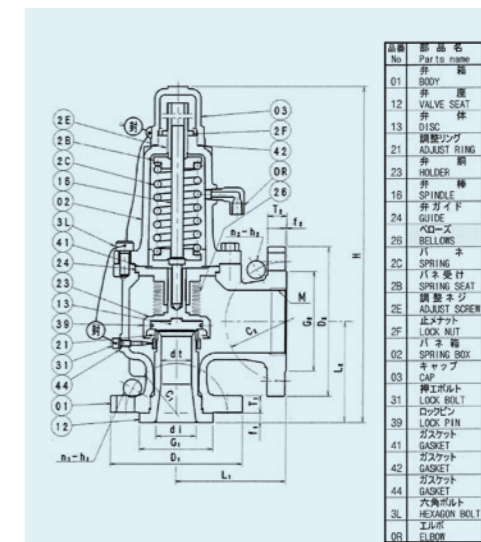 品番 部品名
No Parts name
弁箱
01 BODY
弁座
12 VALVE SEAT
弁体
13 DISC
調整リング
21 ADJUST RING
弁胴
23 HOLDER
弁棒
16 SPINDLE
弁ガイド
24 GUIDE
ベローズ
26 BELLOWS
バネ
2C SPRING
バネ受け
2B SPRING SEAT
調整ネジ
2E ADJUST SCREW
止メナット
2F LOCK NUT
バネ箱
02 SPRING BOX
キャップ
03 CAP
押エボルト
31 LOCK BOLT
ロックピン
39 LOCK PIN
ガスケット
41 GASKET
ガスケット
42 GASKET
ガスケット
44 GASKET
六角ボルト
3L HEXAGON BOLT
エルボ
OR ELBOW
封
2E
2B
2C
16
02
3L
41
24
23
13
39
21
31
44
01
12
封
03
2F
42
OR
26
T₂
f₂
n₂-h₂
H
M
C₂
G₂
D₂
L₂
dt
C₁
T₁
f₁
di
G₁
D₁
L₁
n₁-h₁